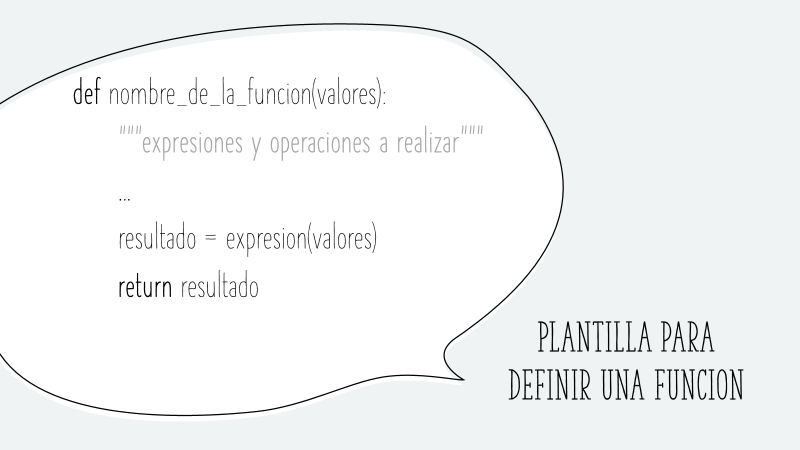 def nombre_de_la_funcion(valores):
"""expresiones y operaciones a realizar"""
...
resultado = expresion(valores)
return resultado
PLANTILLA PARA
DEFINIR UNA FUNCION